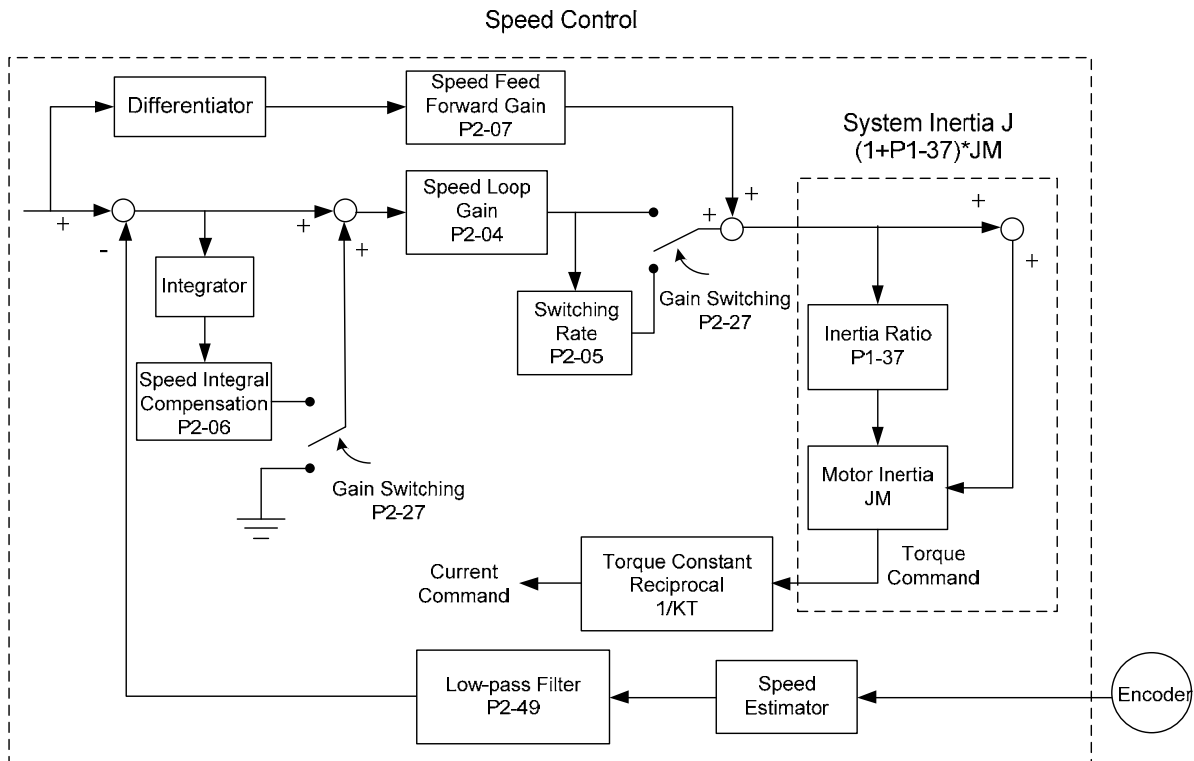 Speed Control
Differentiator
Speed Feed
Forward Gain
P2-07
System Inertia J
(1+P1-37)*JM
+
-
+
+
Speed Loop
Gain
P2-04
+
+
+
+
Integrator
Switching
Rate
P2-05
Gain Switching
P2-27
Inertia Ratio
P1-37
Speed Integral
Compensation
P2-06
Gain Switching
P2-27
Motor Inertia
JM
Current
Command
Torque Constant
Reciprocal
1/KT
Torque
Command
Low-pass Filter
P2-49
Speed
Estimator
Encoder